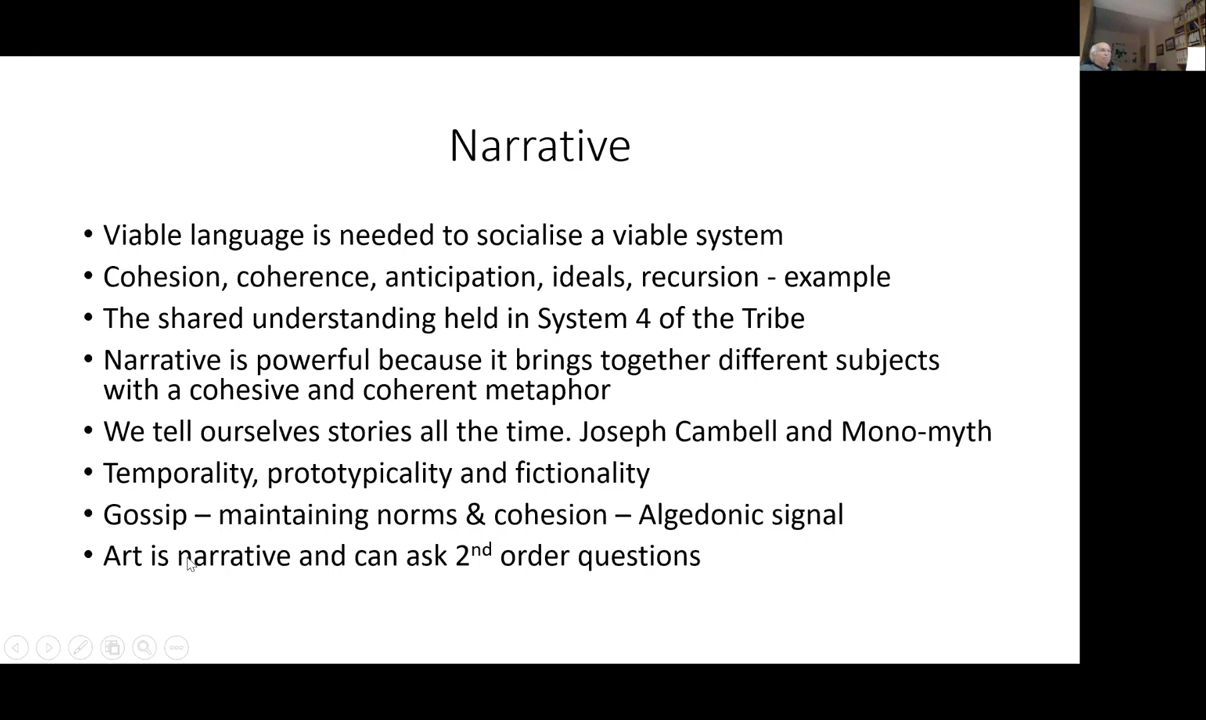 Narrative
• Viable language is needed to socialise a viable system
• Cohesion, coherence, anticipation, ideals, recursion - example
• The shared understanding held in System 4 of the Tribe
• Narrative is powerful because it brings together different subjects
with a cohesive and coherent metaphor
• We tell ourselves stories all the time. Joseph Cambell and Mono-myth
• Temporality, prototypicality and fictionality
• Gossip – maintaining norms & cohesion – Algedonic signal
• Art is narrative and can ask 2nd order questions